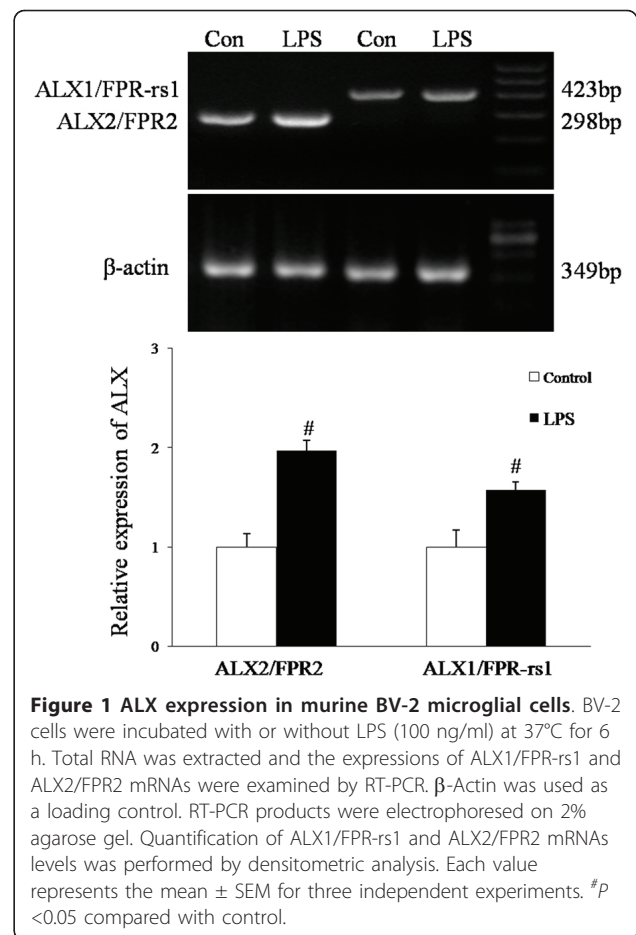 Con LPS Con LPS
ALX1/FPR-rs1 423bp
ALX2/FPR2 298bp
β-actin 349bp
3
Control
LPS
Relative expression of ALX
2
#
#
1
0
ALX2/FPR2 ALX1/FPR-rs1
Figure 1 ALX expression in murine BV-2 microglial cells. BV-2
cells were incubated with or without LPS (100 ng/ml) at 37°C for 6
h. Total RNA was extracted and the expressions of ALX1/FPR-rs1 and
ALX2/FPR2 mRNAs were examined by RT-PCR. β-Actin was used as
a loading control. RT-PCR products were electrophoresed on 2%
agarose gel. Quantification of ALX1/FPR-rs1 and ALX2/FPR2 mRNAs
levels was performed by densitometric analysis. Each value
represents the mean ± SEM for three independent experiments. #P
<0.05 compared with control.